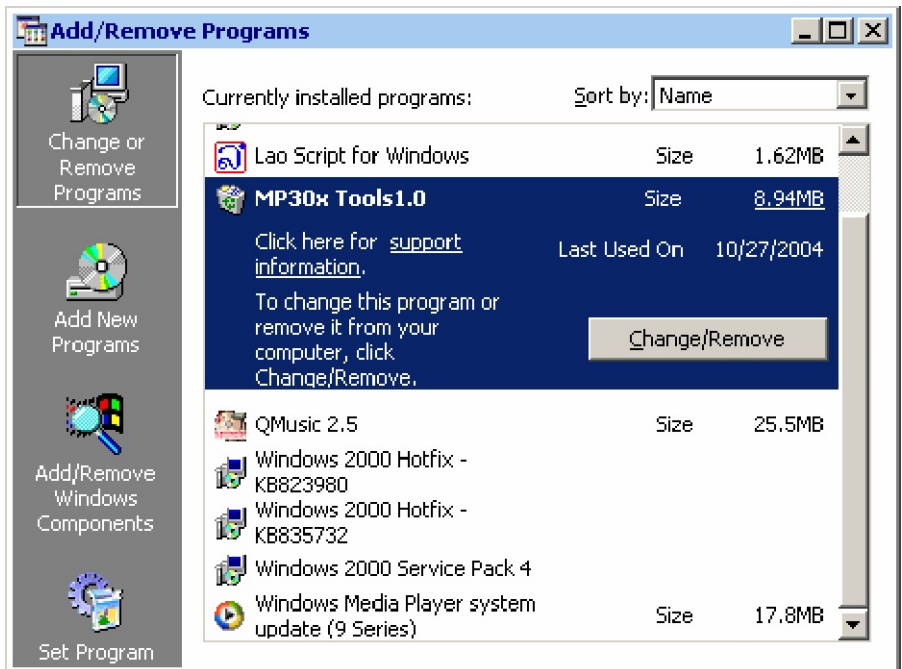 Add/Remove Programs
Change or
Remove
Programs
Add New
Programs
Add/Remove
Windows
Components
Set Program
Currently installed programs:
Sort by: Name
Lao Script for Windows Size 1.62MB
MP30x Tools1.0 Size 8.94MB
Click here for support
information.
Last Used On 10/27/2004
To change this program or
remove it from your
computer, click
Change/Remove.
Change/Remove
QMusic 2.5 Size 25.5MB
Windows 2000 Hotfix -
KB823980
Windows 2000 Hotfix -
KB835732
Windows 2000 Service Pack 4
Windows Media Player system
update (9 Series) Size 17.8MB